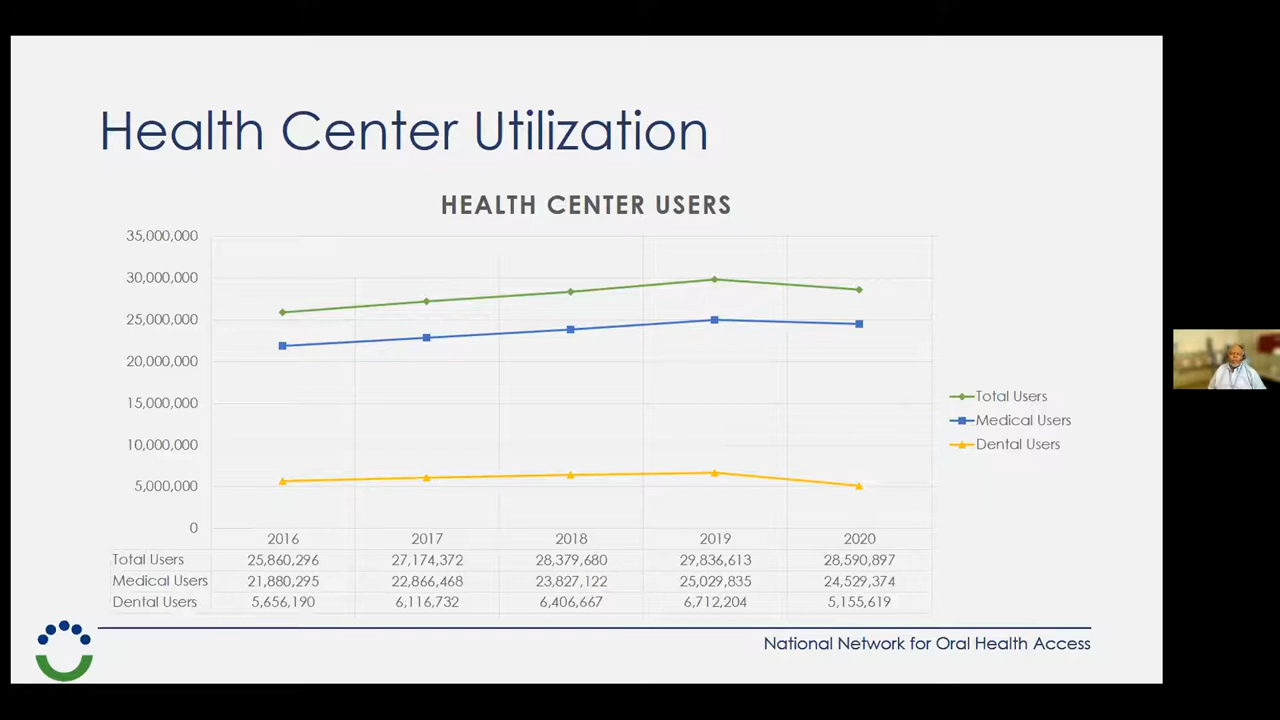 Health Center Utilization
HEALTH CENTER USERS
35,000,000
30,000,000
25,000,000
20,000,000
15,000,000
10,000,000
5,000,000
0
Total Users
Medical Users
Dental Users
2016 2017 2018 2019 2020
Total Users 25,860,296 27,174,372 28,379,680 29,836,613 28,590,897
Medical Users 21,880,295 22,866,468 23,827,122 25,029,835 24,529,374
Dental Users 5,656,190 6,116,732 6,406,667 6,712,204 5,155,619
National Network for Oral Health Access